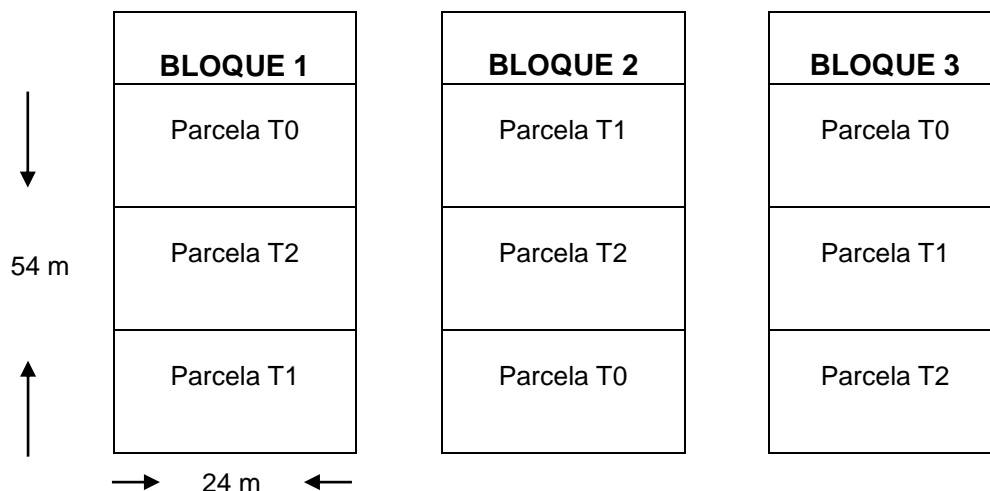 BLOQUE 1 BLOQUE 2 BLOQUE 3
Parcela T0 Parcela T1 Parcela T0
54 m Parcela T2 Parcela T2 Parcela T1
Parcela T1 Parcela T0 Parcela T2
24 m